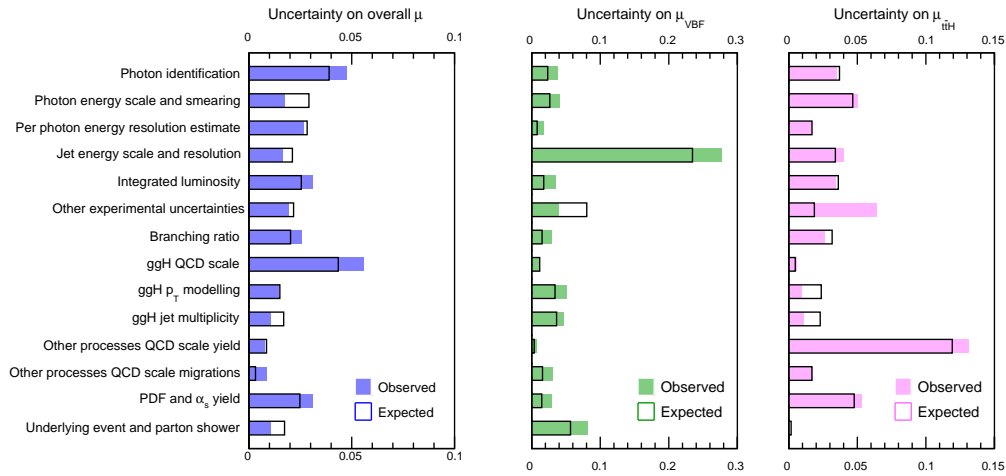 Uncertainty on overall μ
Uncertainty on μ_VBF
Uncertainty on μ_tt̄H
0 0.05 0.1
0 0.1 0.2 0.3
0 0.05 0.1 0.15
Photon identification
Photon energy scale and smearing
Per photon energy resolution estimate
Jet energy scale and resolution
Integrated luminosity
Other experimental uncertainties
Branching ratio
ggH QCD scale
ggH p_T modelling
ggH jet multiplicity
Other processes QCD scale yield
Other processes QCD scale migrations
PDF and α_s yield
Underlying event and parton shower
Observed
Expected
Observed
Expected
Observed
Expected
0 0.05 0.1
0 0.1 0.2 0.3
0 0.05 0.1 0.15